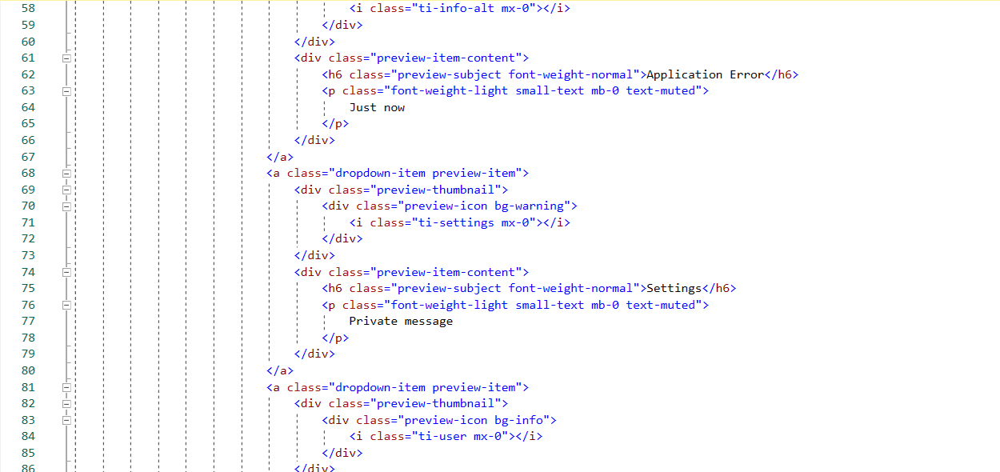 58 <i class="ti-info-alt mx-0"></i>
59 </div>
60 </div>
61 <div class="preview-item-content">
62 <h6 class="preview-subject font-weight-normal">Application Error</h6>
63 <p class="font-weight-light small-text mb-0 text-muted">
64 Just now
65 </p>
66 </div>
67 </a>
68 <a class="dropdown-item preview-item">
69 <div class="preview-thumbnail">
70 <div class="preview-icon bg-warning">
71 <i class="ti-settings mx-0"></i>
72 </div>
73 </div>
74 <div class="preview-item-content">
75 <h6 class="preview-subject font-weight-normal">Settings</h6>
76 <p class="font-weight-light small-text mb-0 text-muted">
77 Private message
78 </p>
79 </div>
80 </a>
81 <a class="dropdown-item preview-item">
82 <div class="preview-thumbnail">
83 <div class="preview-icon bg-info">
84 <i class="ti-user mx-0"></i>
85 </div>
86 </div>